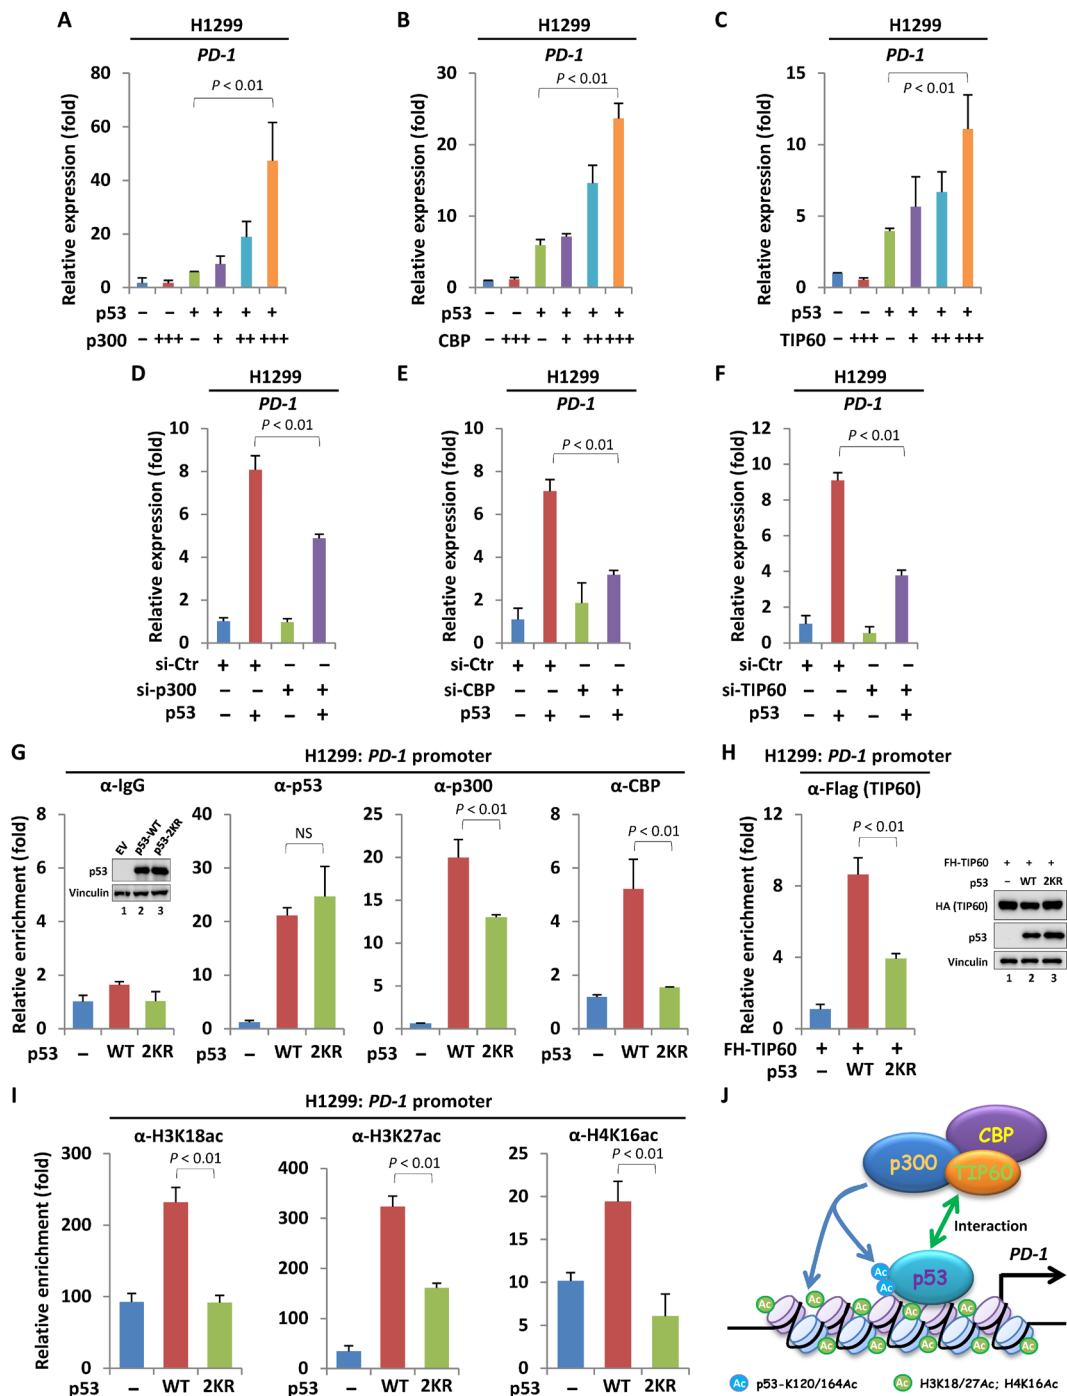 A
H1299
PD-1
Relative expression (fold)
80
60
40
20
0
P < 0.01
p53 – – + + + +
p300 – +++ – + ++ +++
B
H1299
PD-1
Relative expression (fold)
30
20
10
0
P < 0.01
p53 – – + + + +
CBP – +++ – + ++ +++
C
H1299
PD-1
Relative expression (fold)
15
10
5
0
P < 0.01
p53 – – + + + +
TIP60 – +++ – + ++ +++
D
H1299
PD-1
Relative expression (fold)
10
8
6
4
2
0
P < 0.01
si-Ctr + + – –
si-p300 – – + +
p53 – + – +
E
H1299
PD-1
Relative expression (fold)
10
8
6
4
2
0
P < 0.01
si-Ctr + + – –
si-CBP – – + +
p53 – + – +
F
H1299
PD-1
Relative expression (fold)
12
10
8
6
4
2
0
P < 0.01
si-Ctr + + – –
si-TIP60 – – + +
p53 – + – +
G
H1299: PD-1 promoter
α-IgG
Relative enrichment (fold)
8
6
4
2
0
EV p53-WT p53-2KR
p53
Vinculin
1 2 3
p53 – WT 2KR
α-p53
40
30
20
10
0
NS
p53 – WT 2KR
α-p300
25
20
15
10
5
0
P < 0.01
p53 – WT 2KR
α-CBP
8
6
4
2
0
P < 0.01
p53 – WT 2KR
H
H1299: PD-1 promoter
α-Flag (TIP60)
Relative enrichment (fold)
12
8
4
0
P < 0.01
FH-TIP60 + + +
p53 – WT 2KR
FH-TIP60 + + +
p53 – WT 2KR
HA (TIP60)
p53
Vinculin
1 2 3
I
H1299: PD-1 promoter
α-H3K18ac
Relative enrichment (fold)
300
200
100
0
P < 0.01
p53 – WT 2KR
α-H3K27ac
400
300
200
100
0
P < 0.01
p53 – WT 2KR
α-H4K16ac
25
20
15
10
5
0
P < 0.01
p53 – WT 2KR
J
CBP
p300
TIP60
Interaction
PD-1
Ac
Ac
p53
Ac
Ac
Ac
Ac
Ac
Ac
Ac
Ac
Ac
Ac p53-K120/164Ac
Ac H3K18/27Ac; H4K16Ac